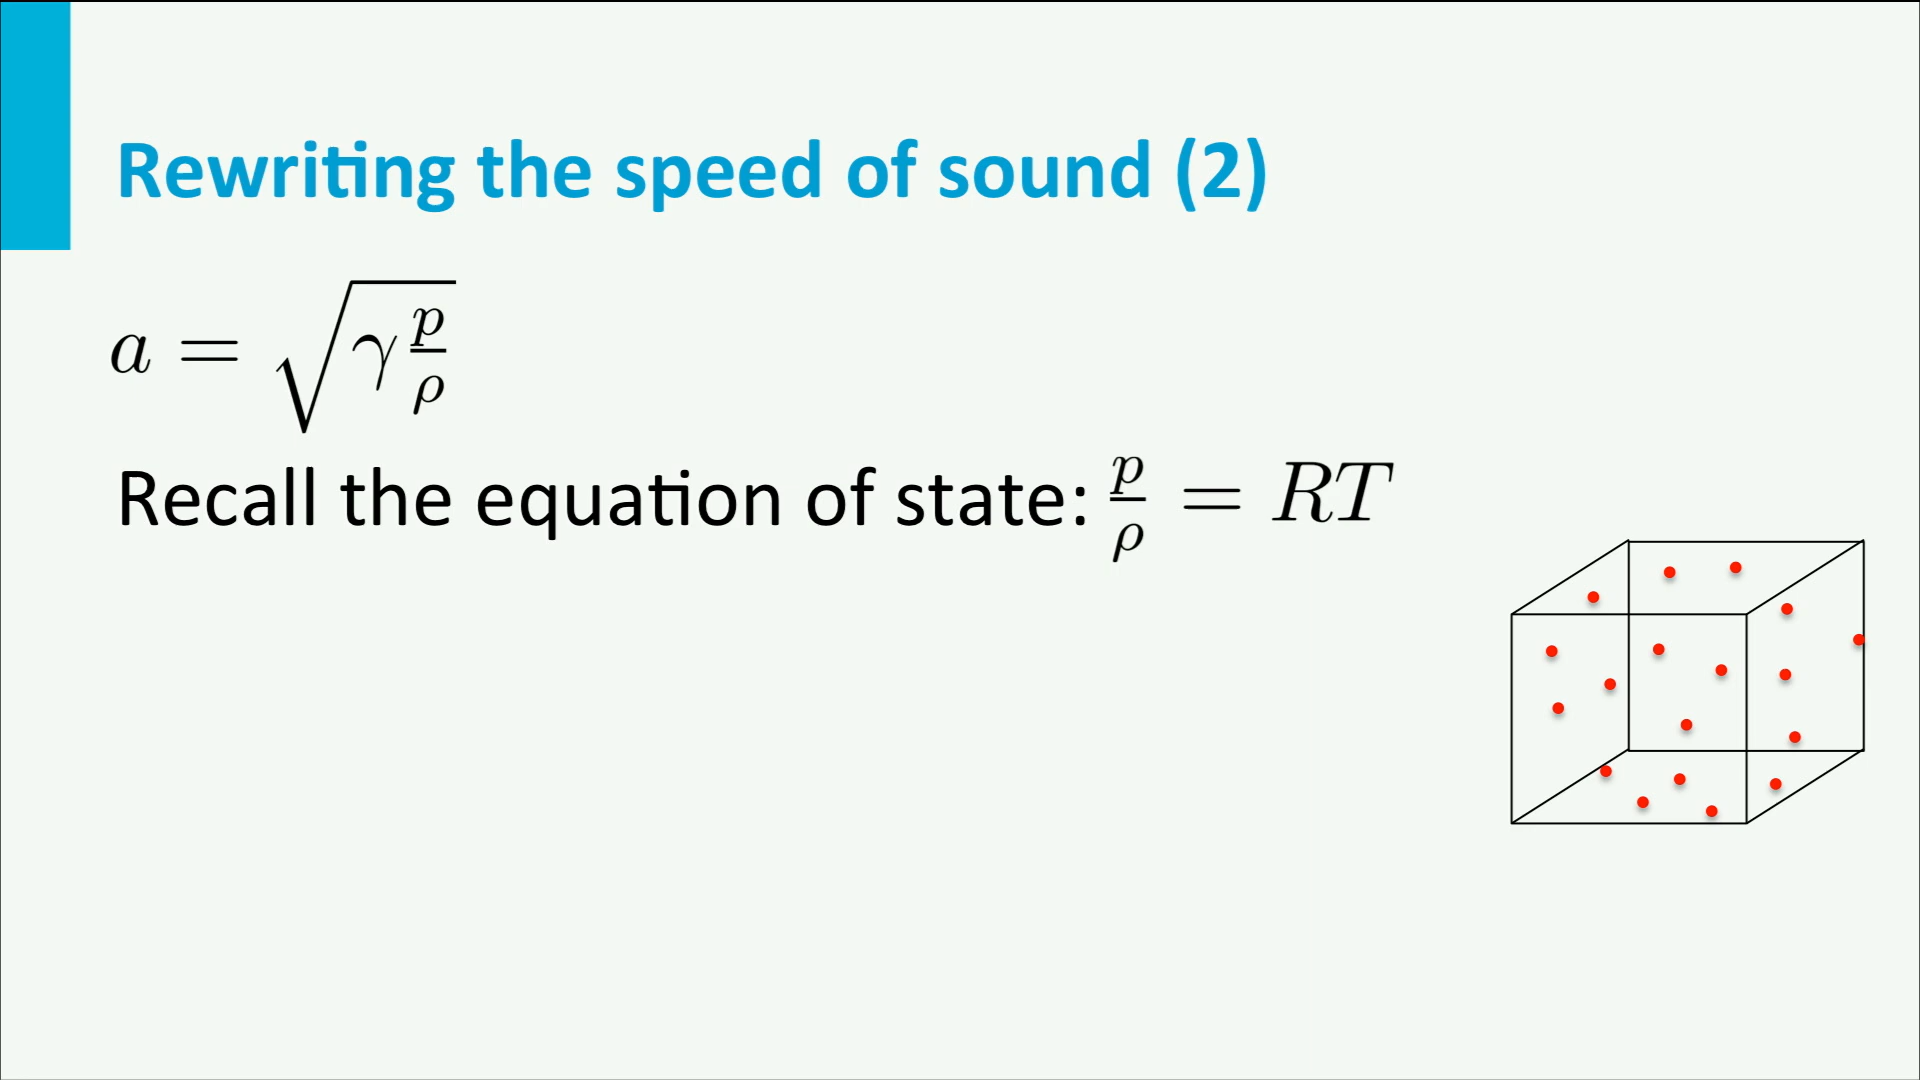 Rewriting the speed of sound (2)
a = √(γ p/ρ)
Recall the equation of state: p/ρ = RT